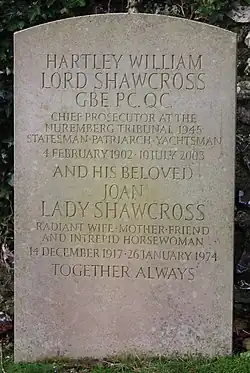 HARTLEY WILLIAM
LORD SHAWCROSS
GBE PC. QC.
CHIEF PROSECUTOR AT THE
NUREMBERG TRIBUNAL 1945
STATESMAN·PATRIARCH·YACHTSMAN
4 FEBRUARY 1902·10 JULY 2003
AND HIS BELOVED
JOAN
LADY SHAWCROSS
RADIANT WIFE·MOTHER·FRIEND
AND INTREPID HORSEWOMAN
14 DECEMBER 1917·26 JANUARY 1974
TOGETHER ALWAYS